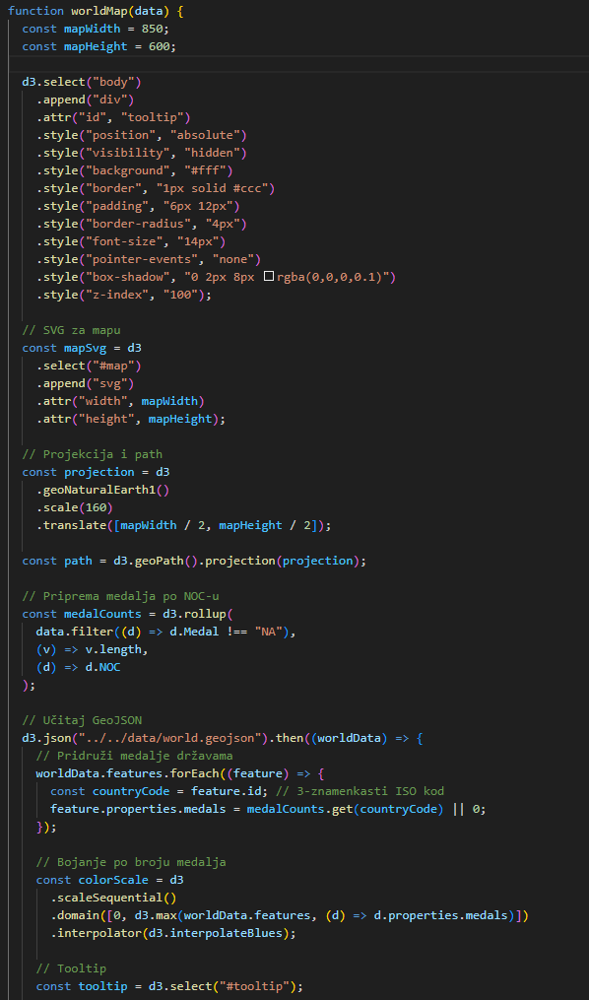 function worldMap(data) {
  const mapWidth = 850;
  const mapHeight = 600;

  d3.select("body")
    .append("div")
    .attr("id", "tooltip")
    .style("position", "absolute")
    .style("visibility", "hidden")
    .style("background", "#fff")
    .style("border", "1px solid #ccc")
    .style("padding", "6px 12px")
    .style("border-radius", "4px")
    .style("font-size", "14px")
    .style("pointer-events", "none")
    .style("box-shadow", "0 2px 8px rgba(0,0,0,0.1)")
    .style("z-index", "100");

  // SVG za mapu
  const mapSvg = d3
    .select("#map")
    .append("svg")
    .attr("width", mapWidth)
    .attr("height", mapHeight);

  // Projekcija i path
  const projection = d3
    .geoNaturalEarth1()
    .scale(160)
    .translate([mapWidth / 2, mapHeight / 2]);

  const path = d3.geoPath().projection(projection);

  // Priprema medalja po NOC-u
  const medalCounts = d3.rollup(
    data.filter((d) => d.Medal !== "NA"),
    (v) => v.length,
    (d) => d.NOC
  );

  // Učitaj GeoJSON
  d3.json("../../data/world.geojson").then((worldData) => {
    // Pridruži medalje državama
    worldData.features.forEach((feature) => {
      const countryCode = feature.id; // 3-znamenkasti ISO kod
      feature.properties.medals = medalCounts.get(countryCode) || 0;
    });

    // Bojanje po broju medalja
    const colorScale = d3
      .scaleSequential()
      .domain([0, d3.max(worldData.features, (d) => d.properties.medals)])
      .interpolator(d3.interpolateBlues);

    // Tooltip
    const tooltip = d3.select("#tooltip");